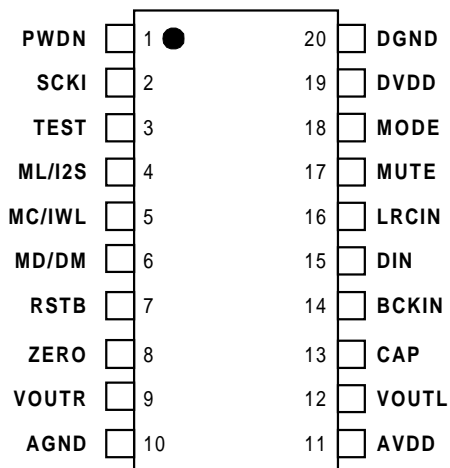 PWDN 1 20 DGND
SCKI 2 19 DVDD
TEST 3 18 MODE
ML/I2S 4 17 MUTE
MC/IWL 5 16 LRCIN
MD/DM 6 15 DIN
RSTB 7 14 BCKIN
ZERO 8 13 CAP
VOUTR 9 12 VOUTL
AGND 10 11 AVDD